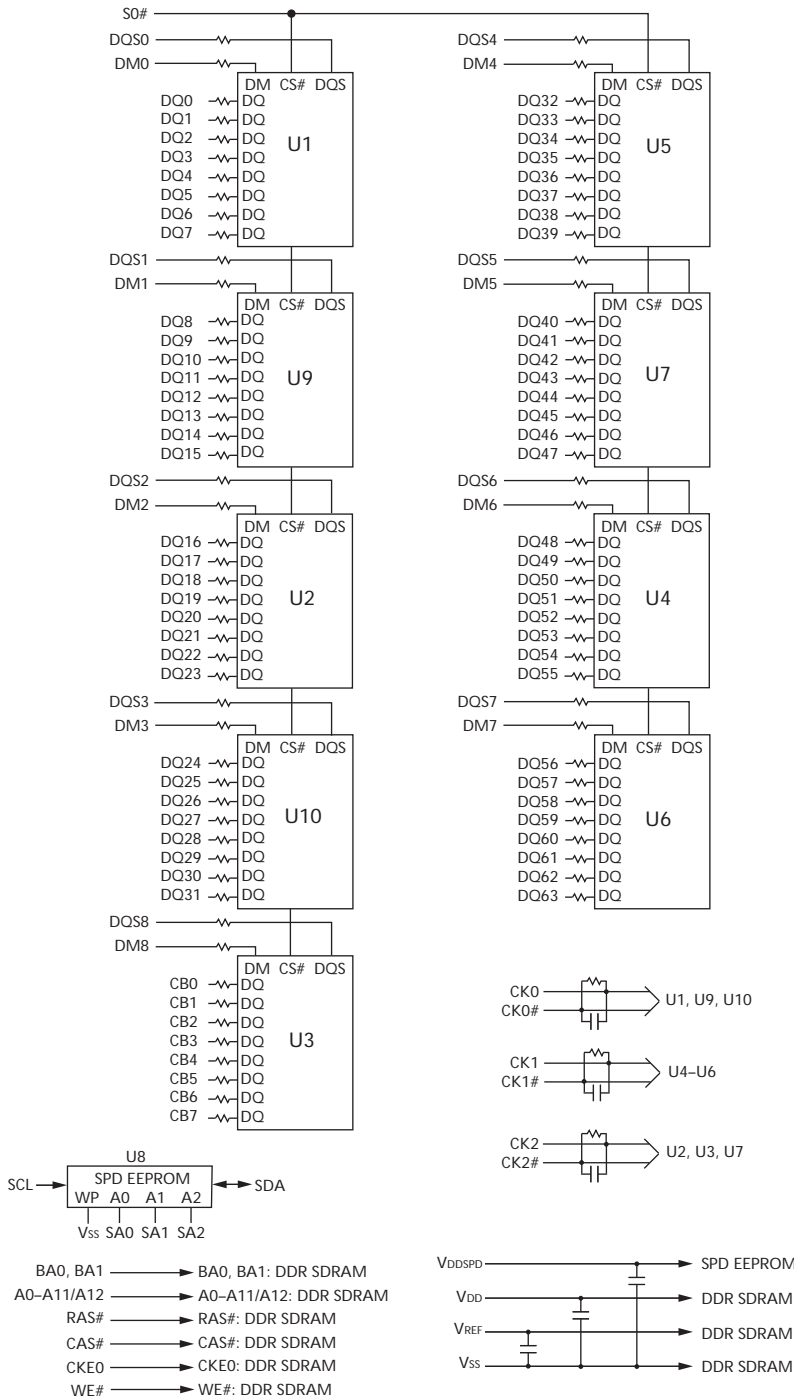 S0#
DQS0
DM0
DM CS# DQS
DQ0 DQ
DQ1 DQ
DQ2 DQ
DQ3 DQ
DQ4 DQ
DQ5 DQ
DQ6 DQ
DQ7 DQ
U1
DQS1
DM1
DM CS# DQS
DQ8 DQ
DQ9 DQ
DQ10 DQ
DQ11 DQ
DQ12 DQ
DQ13 DQ
DQ14 DQ
DQ15 DQ
U9
DQS2
DM2
DM CS# DQS
DQ16 DQ
DQ17 DQ
DQ18 DQ
DQ19 DQ
DQ20 DQ
DQ21 DQ
DQ22 DQ
DQ23 DQ
U2
DQS3
DM3
DM CS# DQS
DQ24 DQ
DQ25 DQ
DQ26 DQ
DQ27 DQ
DQ28 DQ
DQ29 DQ
DQ30 DQ
DQ31 DQ
U10
DQS8
DM8
DM CS# DQS
CB0 DQ
CB1 DQ
CB2 DQ
CB3 DQ
CB4 DQ
CB5 DQ
CB6 DQ
CB7 DQ
U3
DQS4
DM4
DM CS# DQS
DQ32 DQ
DQ33 DQ
DQ34 DQ
DQ35 DQ
DQ36 DQ
DQ37 DQ
DQ38 DQ
DQ39 DQ
U5
DQS5
DM5
DM CS# DQS
DQ40 DQ
DQ41 DQ
DQ42 DQ
DQ43 DQ
DQ44 DQ
DQ45 DQ
DQ46 DQ
DQ47 DQ
U7
DQS6
DM6
DM CS# DQS
DQ48 DQ
DQ49 DQ
DQ50 DQ
DQ51 DQ
DQ52 DQ
DQ53 DQ
DQ54 DQ
DQ55 DQ
U4
DQS7
DM7
DM CS# DQS
DQ56 DQ
DQ57 DQ
DQ58 DQ
DQ59 DQ
DQ60 DQ
DQ61 DQ
DQ62 DQ
DQ63 DQ
U6
CK0
CK0#
U1, U9, U10
CK1
CK1#
U4–U6
CK2
CK2#
U2, U3, U7
U8
SCL SPD EEPROM SDA
WP A0 A1 A2
VSS SA0 SA1 SA2
BA0, BA1 BA0, BA1: DDR SDRAM
A0–A11/A12 A0–A11/A12: DDR SDRAM
RAS# RAS#: DDR SDRAM
CAS# CAS#: DDR SDRAM
CKE0 CKE0: DDR SDRAM
WE# WE#: DDR SDRAM
VDDSPD SPD EEPROM
VDD DDR SDRAM
VREF DDR SDRAM
VSS DDR SDRAM